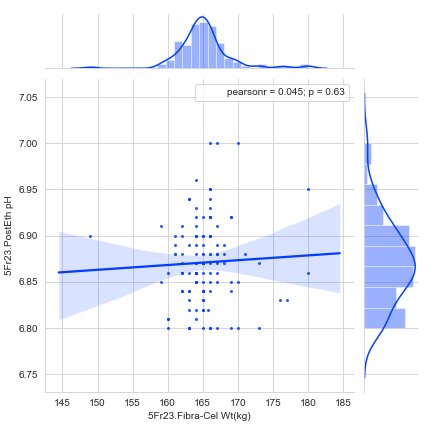 pearsonr = 0.045; p = 0.63
7.05
7.00
6.95
6.90
6.85
6.80
6.75
5Fr23.PostEth pH
145 150 155 160 165 170 175 180 185
5Fr23.Fibra-Cel Wt(kg)